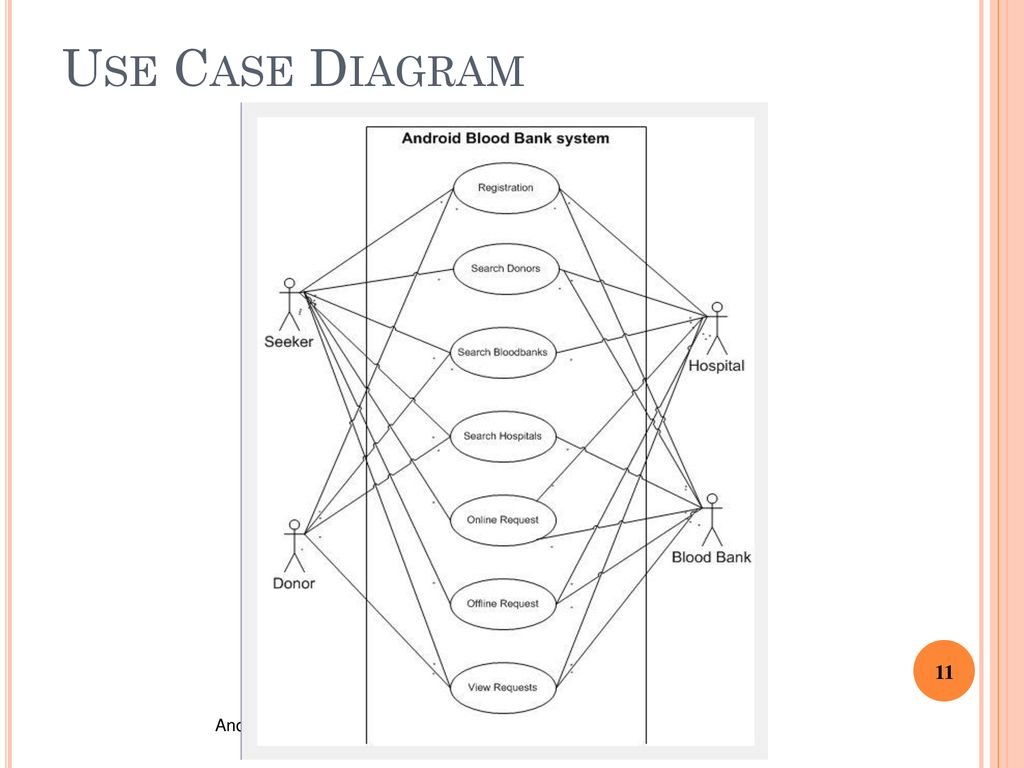 USE CASE DIAGRAM
Android Blood Bank system
Registration
Search Donors
Seeker
Search Bloodbanks
Hospital
Search Hospitals
Online Request
Blood Bank
Donor
Offline Request
View Requests
11